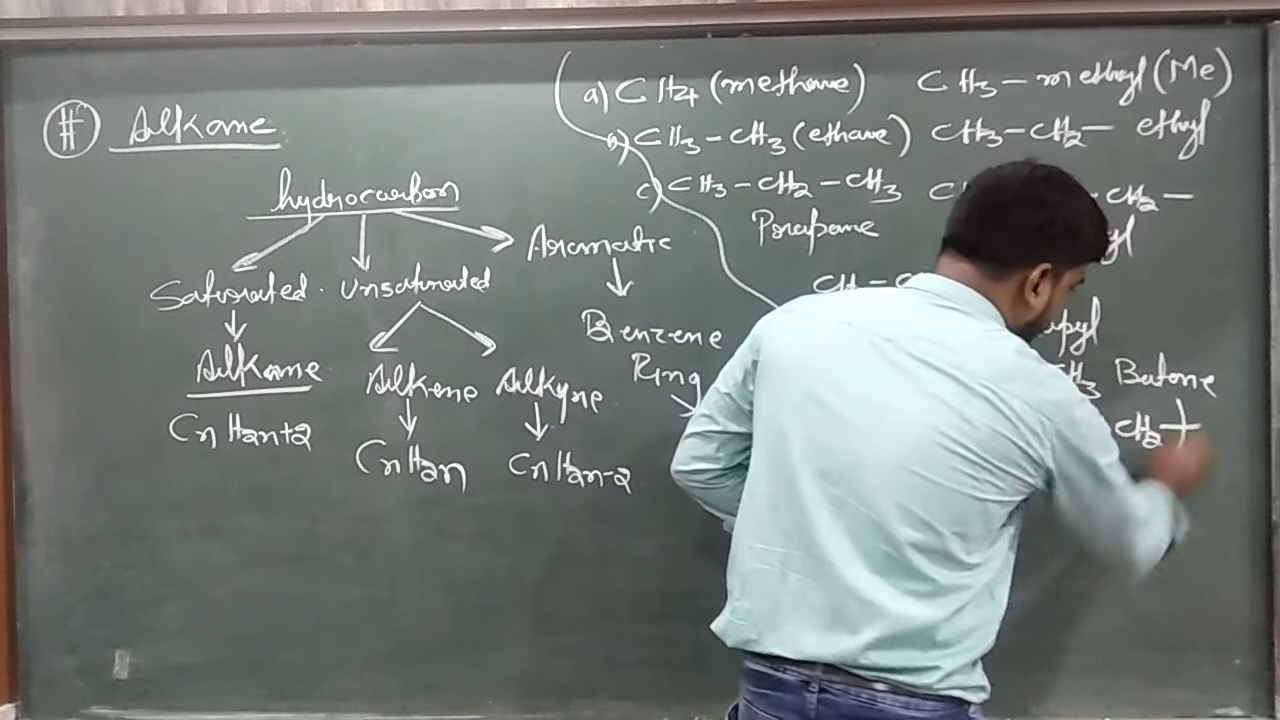 # Alkane
hydrocarbon
Saturated. Unsaturated Aromatic
Alkane Alkene Alkyne Benzene
Ring
CnH2n+2 CnH2n CnH2n-2
a) CH4 (methane) CH3 – methyl (Me)
b) CH3 – CH3 (ethane) CH3 – CH2 – ethyl
c) CH3 – CH2 – CH3 – CH2 –
Propane
Butane
CH2